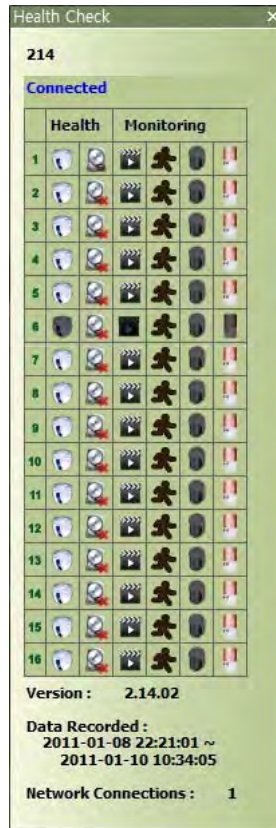 Health Check ×
214
Connected
Health Monitoring
1
2
3
4
5
6
7
8
9
10
11
12
13
14
15
16
Version : 2.14.02
Data Recorded :
2011-01-08 22:21:01 ~
2011-01-10 10:34:05
Network Connections : 1